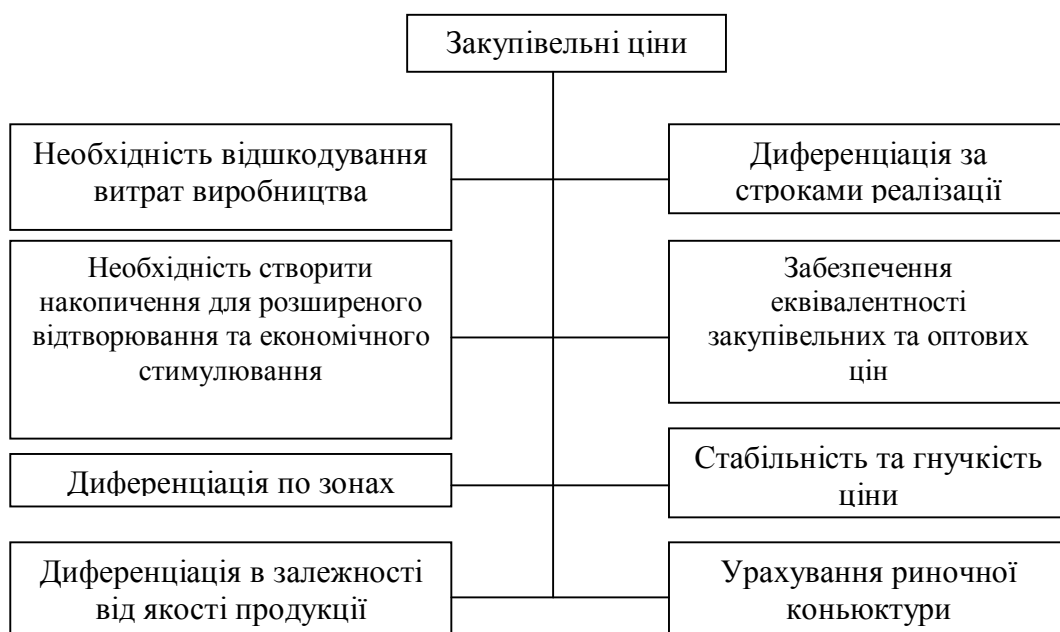 Закупівельні ціни
Необхідність відшкодування
витрат виробництва
Диференціація за
строками реалізації
Необхідність створити
накопичення для розширеного
відтворювання та економічного
стимулювання
Забезпечення
еквівалентності
закупівельних та оптових
цін
Диференціація по зонах
Стабільність та гнучкість
ціни
Диференціація в залежності
від якості продукції
Урахування риночної
коньюктури